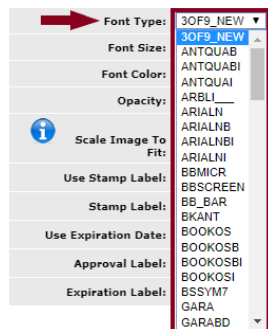 Font Type: 3OF9_NEW
3OF9_NEW
Font Size: ANTQUAB
ANTQUABI
Font Color: ANTQUAI
ARBLI___
Opacity: ARIALN
ARIALNB
i
Scale Image To Fit: ARIALNBI
ARIALNI
BBMICR
Use Stamp Label: BBSCREEN
BB_BAR
Stamp Label: BKANT
BOOKOS
Use Expiration Date: BOOKOSB
BOOKOSBI
Approval Label: BOOKOSI
BSSYM7
Expiration Label: GARA
GARABD